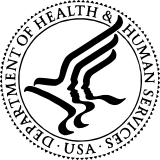 DEPARTMENT OF HEALTH & HUMAN SERVICES · USA ·